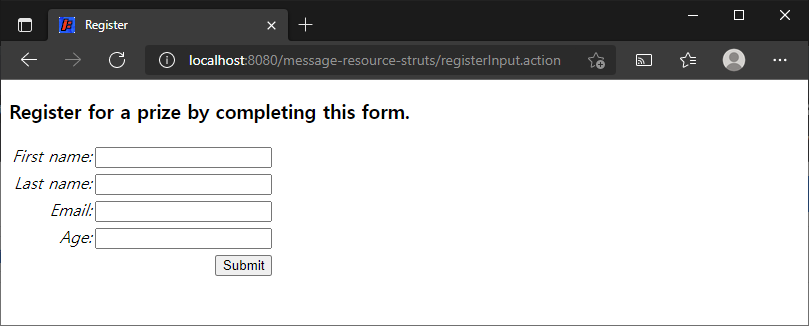 Register
localhost:8080/message-resource-struts/registerInput.action
Register for a prize by completing this form.
First name:
Last name:
Email:
Age:
Submit